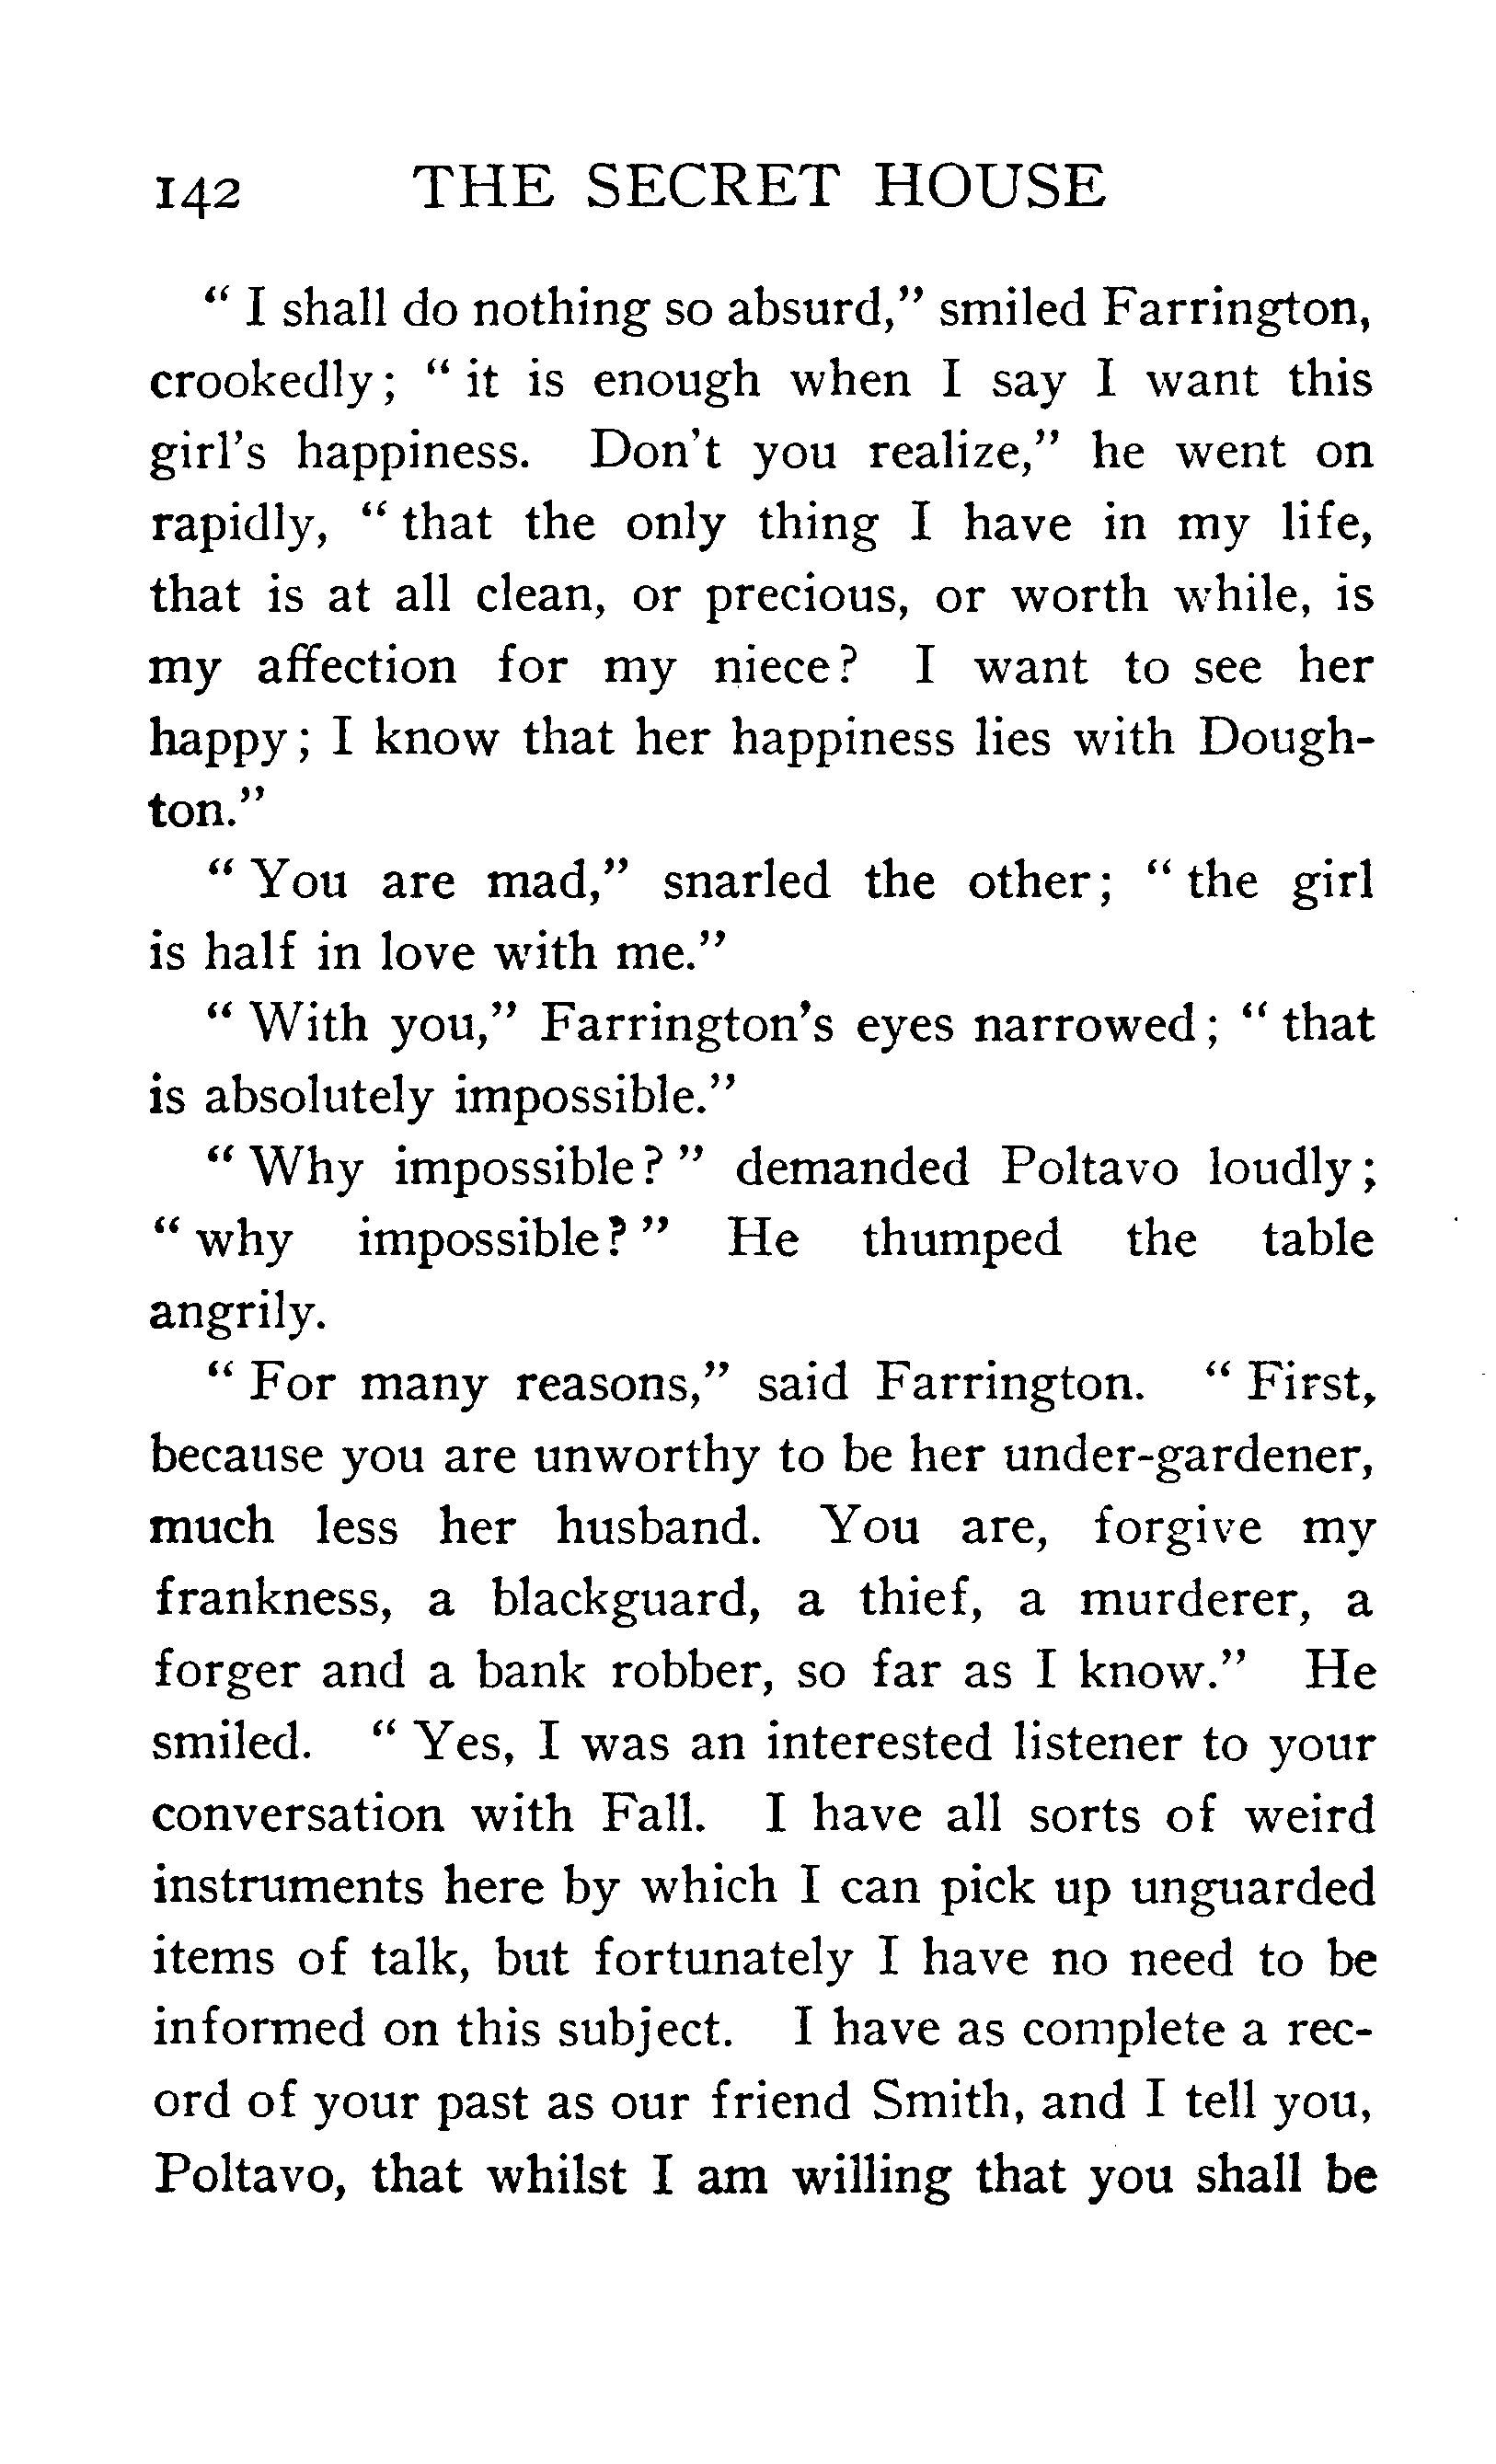 142 THE SECRET HOUSE
“ I shall do nothing so absurd,” smiled Farrington,
crookedly; “ it is enough when I say I want this
girl’s happiness. Don’t you realize,” he went on
rapidly, “ that the only thing I have in my life,
that is at all clean, or precious, or worth while, is
my affection for my niece? I want to see her
happy; I know that her happiness lies with Dough-
ton.”
“ You are mad,” snarled the other; “ the girl
is half in love with me.”
“ With you,” Farrington’s eyes narrowed; “ that
is absolutely impossible.”
“ Why impossible? ” demanded Poltavo loudly;
“ why impossible? ” He thumped the table
angrily.
“ For many reasons,” said Farrington. “ First,
because you are unworthy to be her under-gardener,
much less her husband. You are, forgive my
frankness, a blackguard, a thief, a murderer, a
forger and a bank robber, so far as I know.” He
smiled. “ Yes, I was an interested listener to your
conversation with Fall. I have all sorts of weird
instruments here by which I can pick up unguarded
items of talk, but fortunately I have no need to be
informed on this subject. I have as complete a rec-
ord of your past as our friend Smith, and I tell you,
Poltavo, that whilst I am willing that you shall be